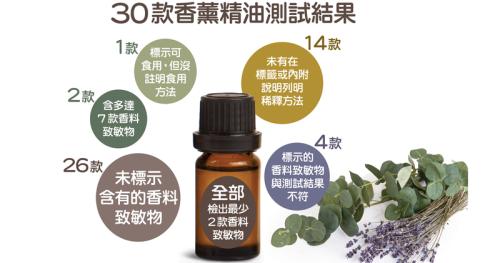 30款香薰精油測試結果
1款
標示可
食用，但沒
註明食用
方法
14款
未有在
標籤或內附
說明列明
稀釋方法
2款
含多達
7款香料
致敏物
4款
標示的
香料致敏物
與測試結果
不符
26款
未標示
含有的香料
致敏物
全部
檢出最少
2款香料
致敏物